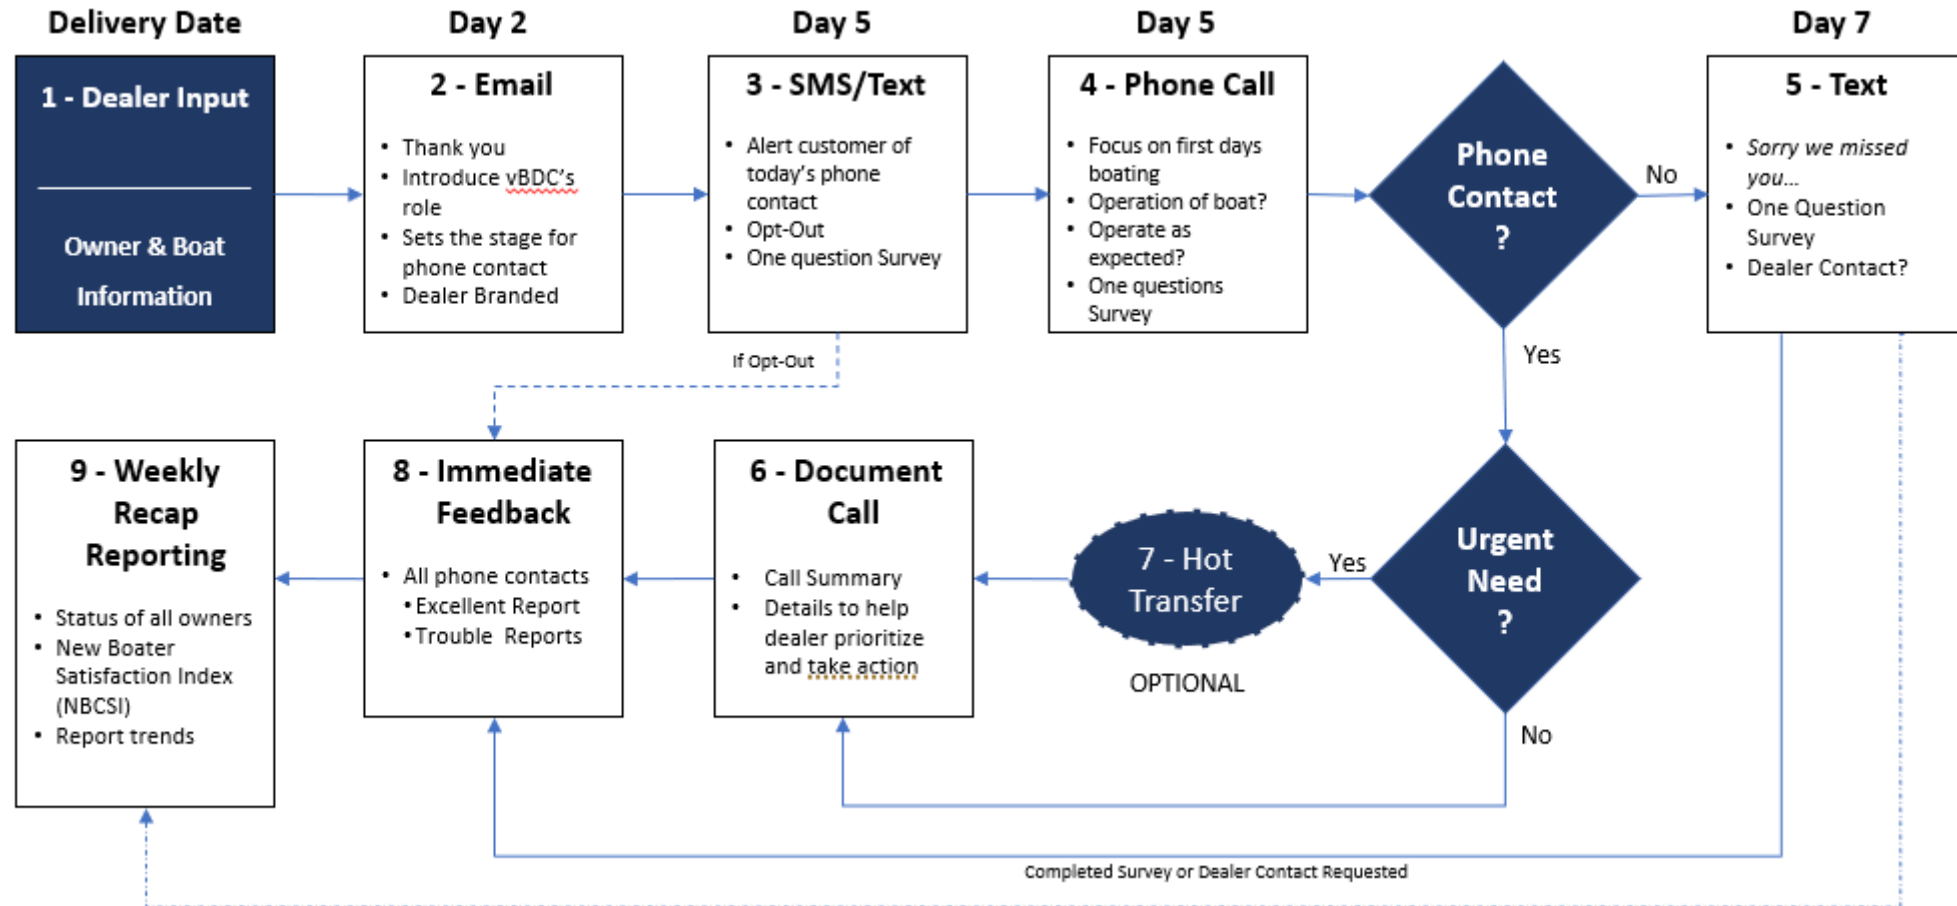 Delivery Date
Day 2
Day 5
Day 5
Day 7
1 - Dealer Input
Owner & Boat
Information
2 - Email
• Thank you
• Introduce vBDC's
role
• Sets the stage for
phone contact
• Dealer Branded
3 - SMS/Text
• Alert customer of
today's phone
contact
• Opt-Out
• One question Survey
4 - Phone Call
• Focus on first days
boating
• Operation of boat?
• Operate as
expected?
• One questions
Survey
Phone
Contact
?
No
Yes
5 - Text
• Sorry we missed
you...
• One Question
Survey
• Dealer Contact?
If Opt-Out
9 - Weekly
Recap
Reporting
• Status of all owners
• New Boater
Satisfaction Index
(NBCSI)
• Report trends
8 - Immediate
Feedback
• All phone contacts
• Excellent Report
• Trouble Reports
6 - Document
Call
• Call Summary
• Details to help
dealer prioritize
and take action
7 - Hot
Transfer
OPTIONAL
Yes
Urgent
Need
?
No
Completed Survey or Dealer Contact Requested